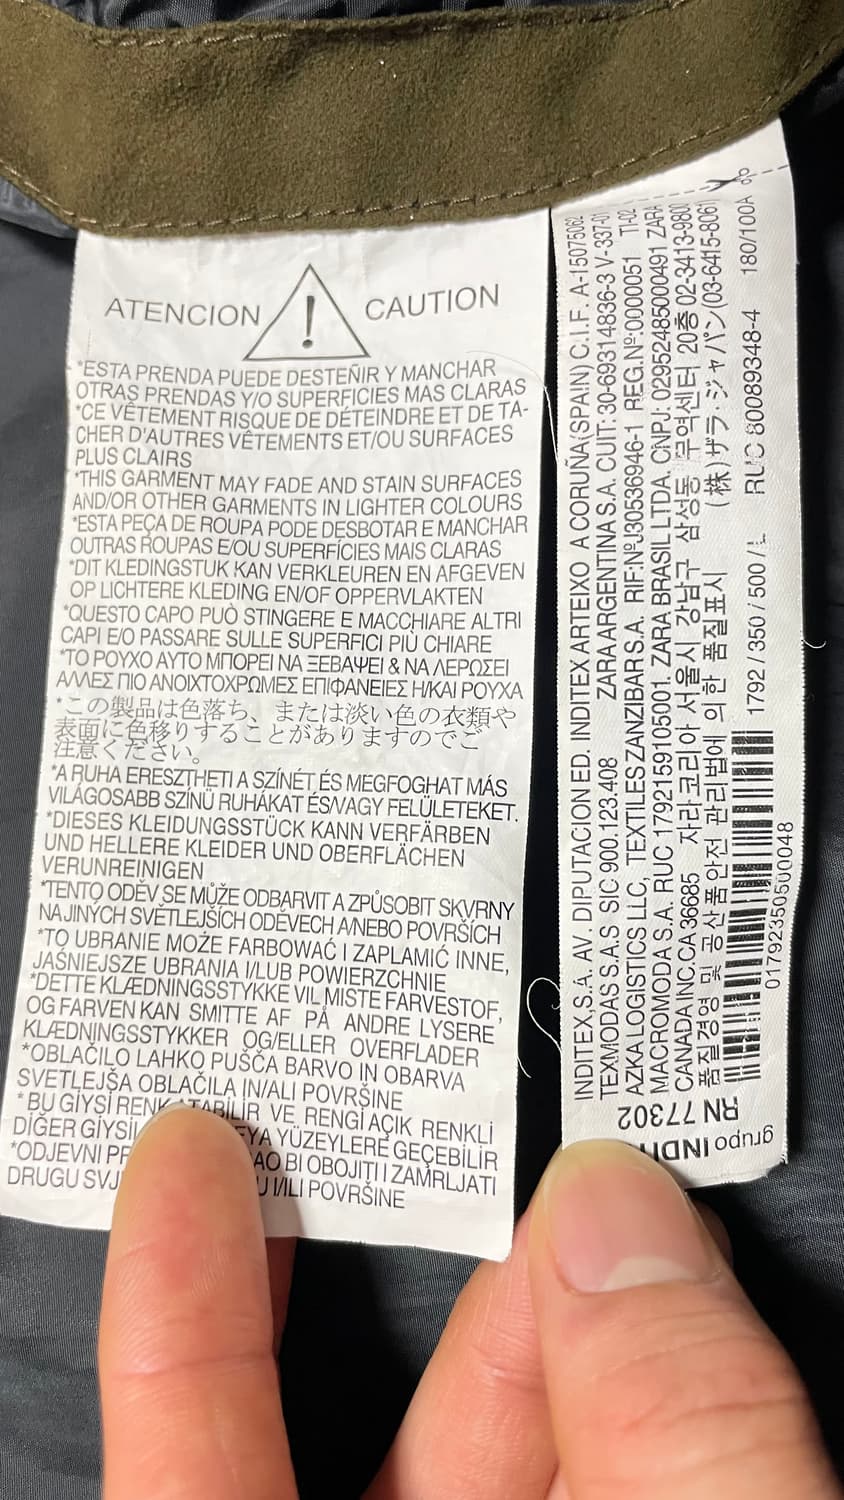 ATENCION
CAUTION
*ESTA PRENDA PUEDE DESTEÑIR Y MANCHAR
OTRAS PRENDAS Y/O SUPERFICIES MAS CLARAS
*CE VÊTEMENT RISQUE DE DÉTEINDRE ET DE TA-
CHER D'AUTRES VÊTEMENTS ET/OU SURFACES
PLUS CLAIRS
*THIS GARMENT MAY FADE AND STAIN SURFACES
AND/OR OTHER GARMENTS IN LIGHTER COLOURS
*ESTA PEÇA DE ROUPA PODE DESBOTAR E MANCHAR
OUTRAS ROUPAS E/OU SUPERFÍCIES MAIS CLARAS
*DIT KLEDINGSTUK KAN VERKLEUREN EN AFGEVEN
OP LICHTERE KLEDING EN/OF OPPERVLAKTEN
*QUESTO CAPO PUÒ STINGERE E MACCHIARE ALTRI
CAPI E/O PASSARE SULLE SUPERFICI PIÙ CHIARE
*ΤΟ ΡΟΥΧΟ ΑΥΤΟ ΜΠΟΡΕΙ ΝΑ ΞΕΒΑΨΕΙ & ΝΑ ΛΕΡΩΣΕΙ
ΑΛΛΕΣ ΠΙΟ ΑΝΟΙΧΤΟΧΡΩΜΕΣ ΕΠΙΦΑΝΕΙΕΣ Η/ΚΑΙ ΡΟΥΧΑ
*この製品は色落ち、または淡い色の衣類や
表面に色移りすることがありますのでご
注意ください。
*A RUHA ERESZTHETI A SZÍNÉT ÉS MEGFOGHAT MÁS
VILÁGOSABB SZÍNÜ RUHÁKAT ÉS/VAGY FELÜLETEKET.
*DIESES KLEIDUNGSSTÜCK KANN VERFÄRBEN
UND HELLERE KLEIDER UND OBERFLÄCHEN
VERUNREINIGEN
*TENTO ODĚV SE MŮŽE ODBARVIT A ZPŮSOBIT SKVRNY
NA JINÝCH SVĚTLEJŠÍCH ODĚVECH A/NEBO POVRŠÍCH
*TO UBRANIE MOŻE FARBOWAĆ I ZAPLAMIĆ INNE,
JAŚNIEJSZE UBRANIA I/LUB POWIERZCHNIE
*DETTE KLÆDNINGSSTYKKE VIL MISTE FARVESTOF,
OG FARVEN KAN SMITTE AF PÅ ANDRE LYSERE
KLÆDNINGSSTYKKER OG/ELLER OVERFLADER
*OBLAČILO LAHKO PUŠČA BARVO IN OBARVA
SVETLEJŠA OBLAČILA IN/ALI POVRŠINE
*BU GİYSİ VE RENGİ AÇIK RENKLİ
DİĞER YÜZEYLERE GEÇEBİLİR
*ODJEVNI BI OBOJITI I ZAMRLJATI
DRUGU I/ILI POVRŠINE
INDITEX,S.A. AV. DIPUTACION ED. INDITEX ARTEIXO A CORUÑA (SPAIN) C.I.F. A-15075062
TEXMODAS S.A.S SIC 900.123.408 ZARA ARGENTINA S.A. CUIT: 30-69314836-3 V-337-01
AZKA LOGISTICS LLC, TEXTILES ZANZIBAR S.A. RIF:NºJ30536946-1 REG.Nº:0000051 TI-02
MACROMODA S.A. RUC 1792159105001. ZARA BRASIL LTDA. CNPJ: 02952485000491 ZARA
CANADA INC.CA 36685 자라코리아 서울시 강남구 삼성동 무역센터 20층 02-3413-9800
품질경영 및 공산품안전 관리법에 의한 품질표시 (株)ザラ・ジャパン(03-6415-8061
1792 / 350 / 500 / L RUC 80089348-4 180/100A
01792350500048
RN 77302
grupo